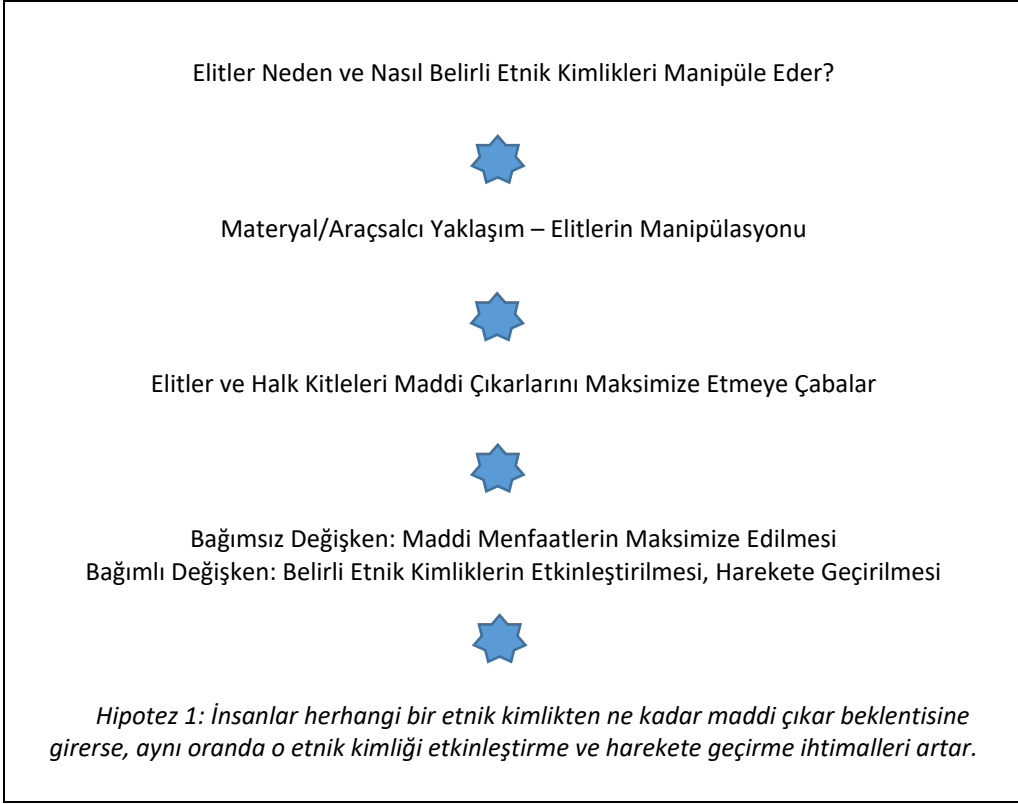 Elitler Neden ve Nasıl Belirli Etnik Kimlikleri Manipüle Eder?
Materyal/Araçsalcı Yaklaşım – Elitlerin Manipülasyonu
Elitler ve Halk Kitleleri Maddi Çıkarlarını Maksimize Etmeye Çabalar
Bağımsız Değişken: Maddi Menfaatlerin Maksimize Edilmesi
Bağımlı Değişken: Belirli Etnik Kimliklerin Etkinleştirilmesi, Harekete Geçirilmesi
Hipotez 1: İnsanlar herhangi bir etnik kimlikten ne kadar maddi çıkar beklentisine
girerse, aynı oranda o etnik kimliği etkinleştirme ve harekete geçirme ihtimalleri artar.